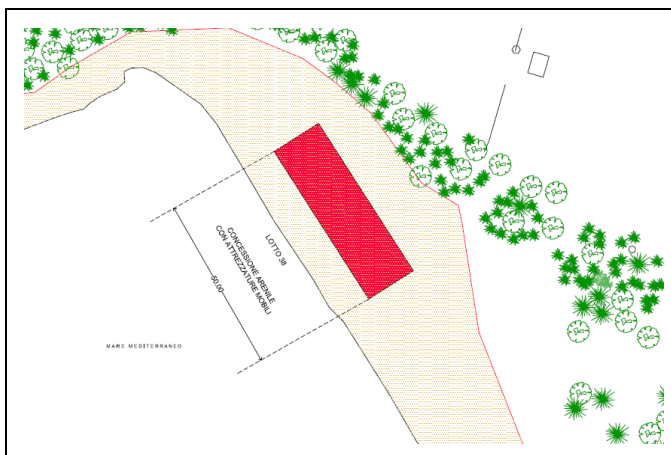 LOTTO 38
CONCESSIONE ARENILE
CON ATTREZZATURE MOBILI
50.00
MARE MEDITERRANEO